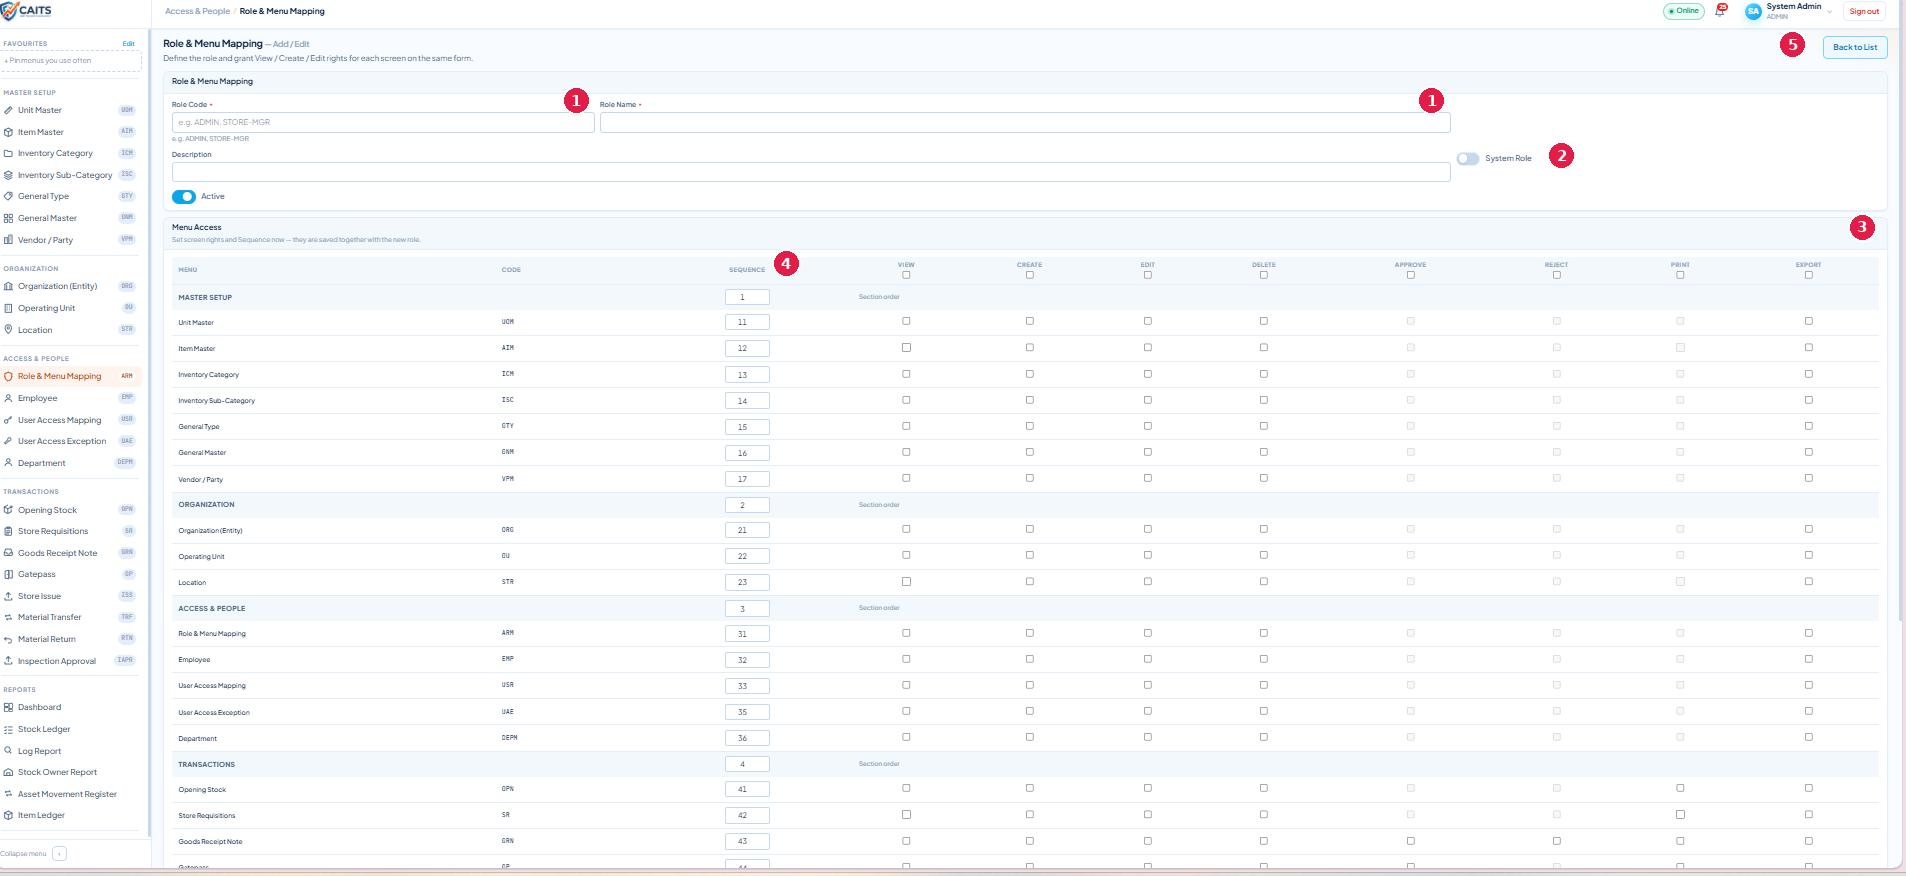 CAITS
Access & People / Role & Menu Mapping
Online
25
SA
System Admin
ADMIN
Sign out
FAVOURITES Edit
+ Pin menus you use often
MASTER SETUP
Unit Master UOM
Item Master AIM
Inventory Category ICM
Inventory Sub-Category ISC
General Type GTY
General Master GNM
Vendor / Party VPM
ORGANIZATION
Organization (Entity) ORG
Operating Unit OU
Location STR
ACCESS & PEOPLE
Role & Menu Mapping ARM
Employee EMP
User Access Mapping USR
User Access Exception UAE
Department DEPM
TRANSACTIONS
Opening Stock OPN
Store Requisitions SR
Goods Receipt Note GRN
Gatepass GP
Store Issue ISS
Material Transfer TRF
Material Return RTN
Inspection Approval IAPR
REPORTS
Dashboard
Stock Ledger
Log Report
Stock Owner Report
Asset Movement Register
Item Ledger
Collapse menu ‹
Role & Menu Mapping — Add / Edit
Define the role and grant View / Create / Edit rights for each screen on the same form.
5
Back to List
Role & Menu Mapping
Role Code * 1 Role Name * 1
e.g. ADMIN, STORE-MGR
e.g. ADMIN, STORE-MGR
Description
System Role 2
Active
Menu Access 3
Set screen rights and Sequence now — they are saved together with the new role.
MENU CODE SEQUENCE 4 VIEW CREATE EDIT DELETE APPROVE REJECT PRINT EXPORT
MASTER SETUP 1 Section order
Unit Master UOM 11
Item Master AIM 12
Inventory Category ICM 13
Inventory Sub-Category ISC 14
General Type GTY 15
General Master GNM 16
Vendor / Party VPM 17
ORGANIZATION 2 Section order
Organization (Entity) ORG 21
Operating Unit OU 22
Location STR 23
ACCESS & PEOPLE 3 Section order
Role & Menu Mapping ARM 31
Employee EMP 32
User Access Mapping USR 33
User Access Exception UAE 35
Department DEPM 36
TRANSACTIONS 4 Section order
Opening Stock OPN 41
Store Requisitions SR 42
Goods Receipt Note GRN 43
Gatepass GP 44